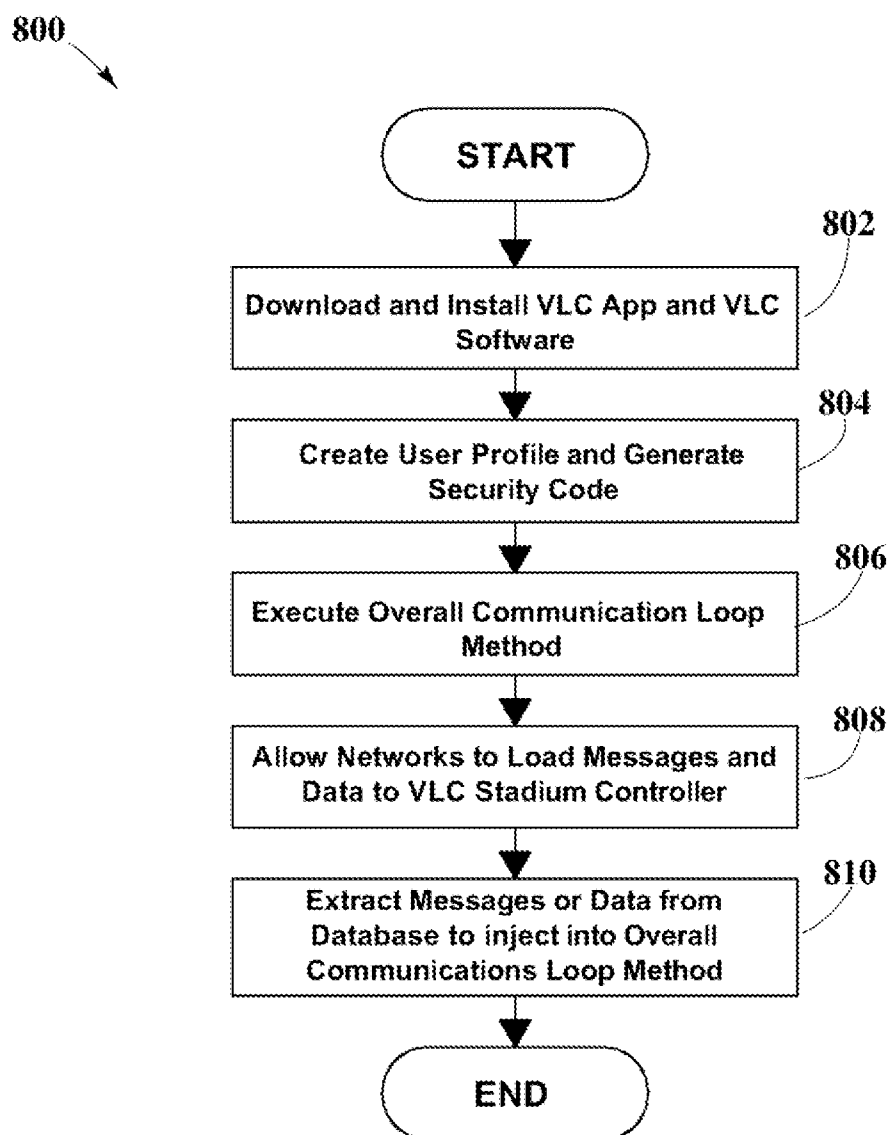 800
START
802
Download and Install VLC App and VLC
Software
804
Create User Profile and Generate
Security Code
806
Execute Overall Communication Loop
Method
808
Allow Networks to Load Messages and
Data to VLC Stadium Controller
810
Extract Messages or Data from
Database to inject into Overall
Communications Loop Method
END